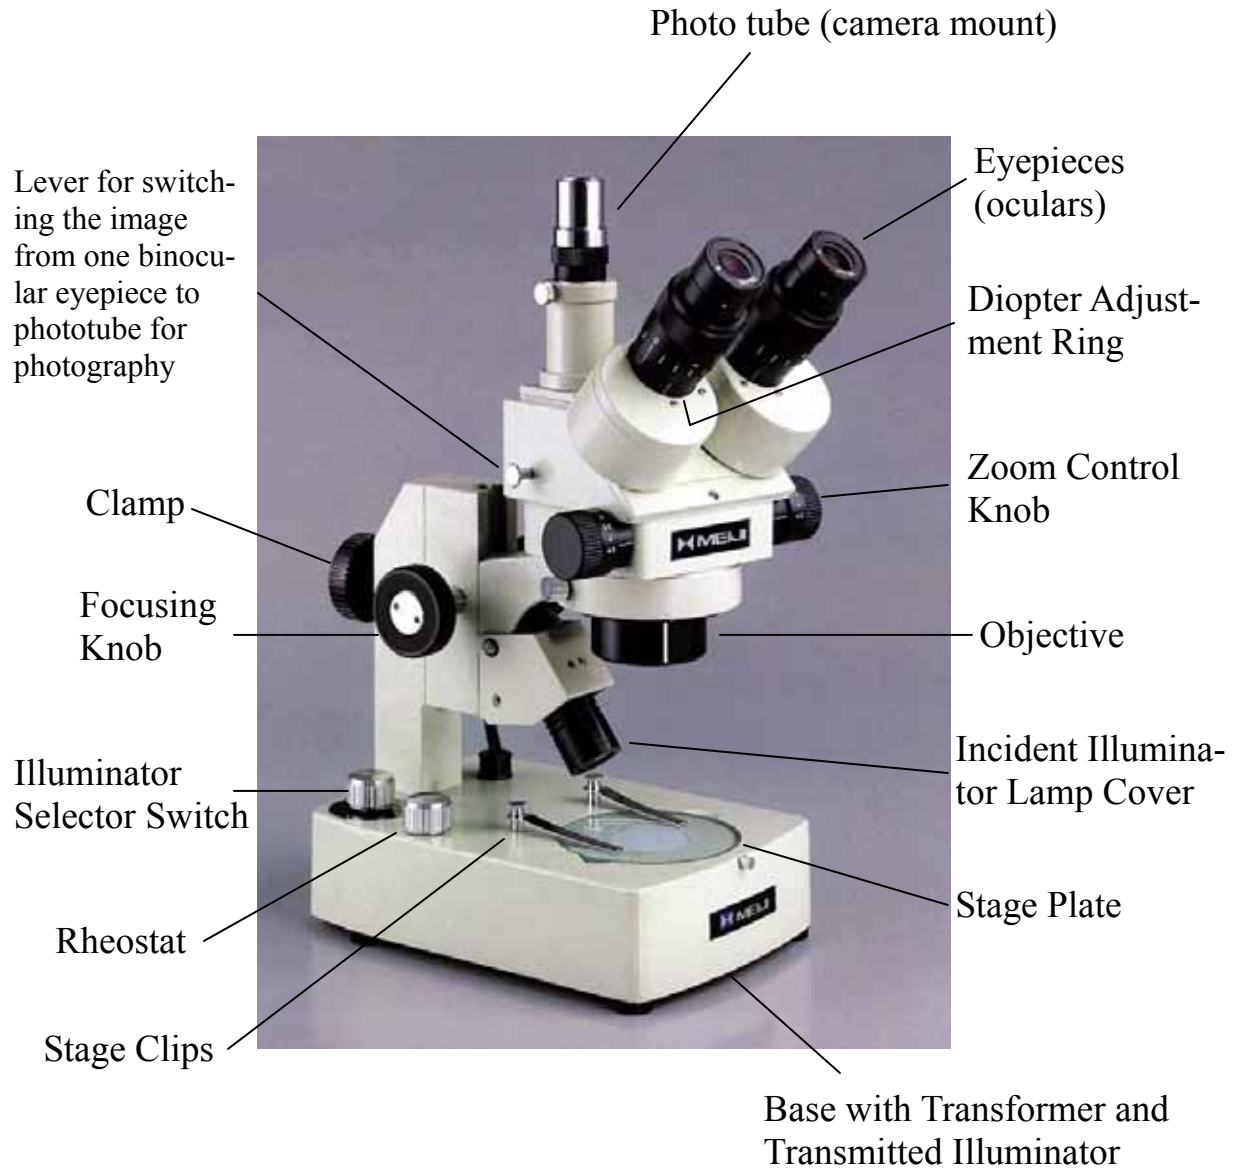 Photo tube (camera mount)
Lever for switch-
ing the image
from one binocu-
lar eyepiece to
phototube for
photography
Eyepieces
(oculars)
Diopter Adjust-
ment Ring
Zoom Control
Knob
Clamp
MEIJI
Focusing
Knob
Objective
Incident Illumina-
tor Lamp Cover
Illuminator
Selector Switch
Stage Plate
MEIJI
Rheostat
Stage Clips
Base with Transformer and
Transmitted Illuminator